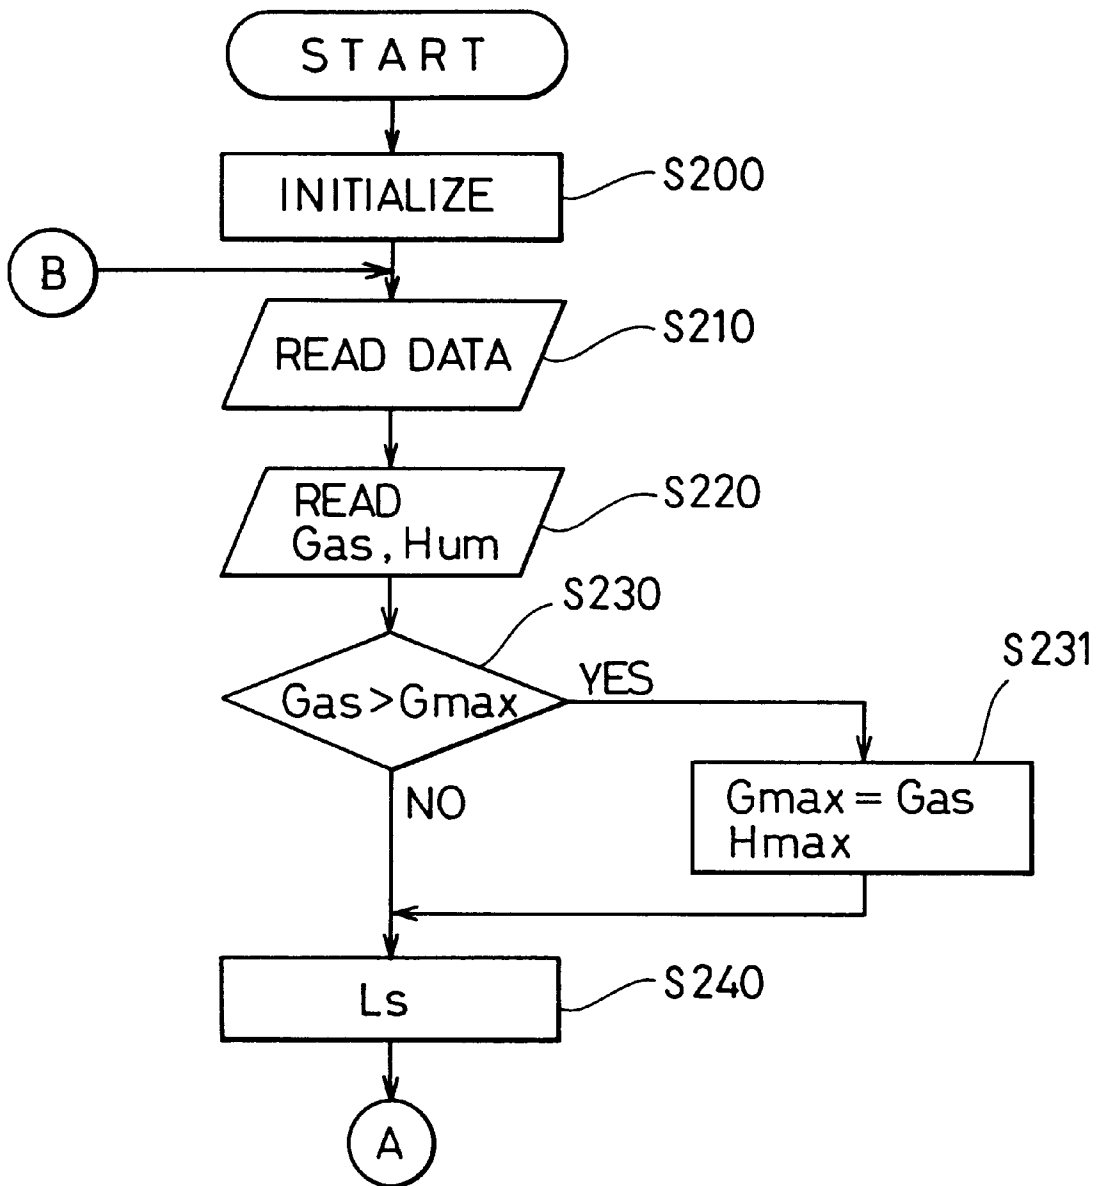 START
INITIALIZE
S200
B
READ DATA
S210
READ
Gas, Hum
S220
S230
Gas>Gmax
YES
S231
Gmax = Gas
Hmax
NO
Ls
S240
A